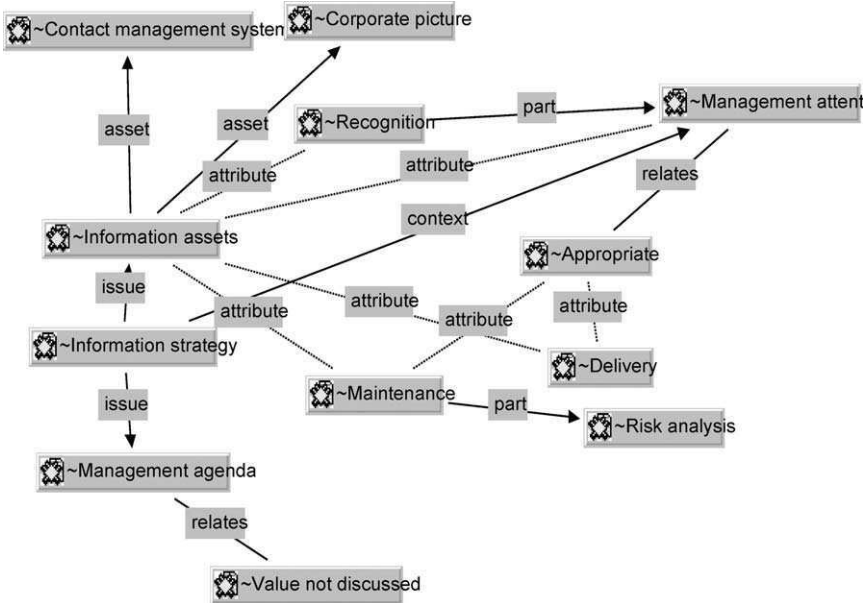 ~Contact management system
~Corporate picture
~Management attent
part
asset
asset
~Recognition
attribute
attribute
relates
context
~Information assets
~Appropriate
issue
attribute
attribute
attribute
attribute
~Information strategy
~Delivery
~Maintenance
issue
part
~Risk analysis
~Management agenda
relates
~Value not discussed